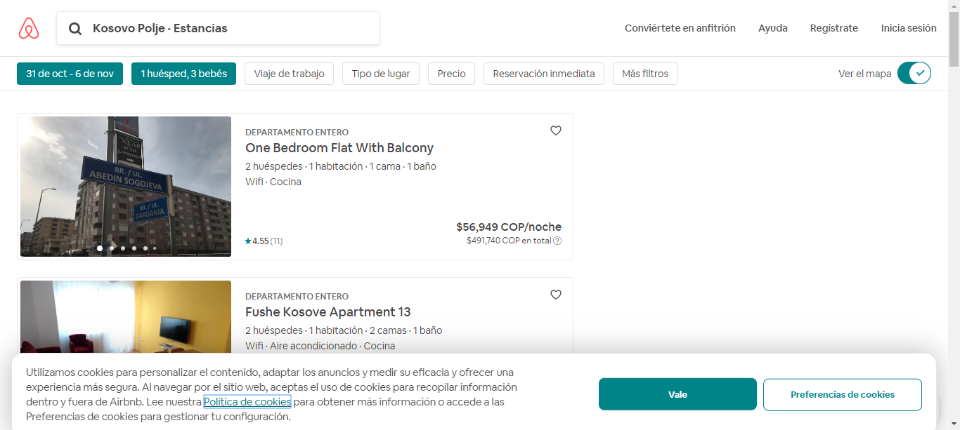 Kosovo Polje · Estancias
Conviértete en anfitrión
Ayuda
Regístrate
Inicia sesión
31 de oct - 6 de nov
1 huésped, 3 bebés
Viaje de trabajo
Tipo de lugar
Precio
Reservación inmediata
Más filtros
Ver el mapa
RR. / UL.
ABEDIN SOGOJEVA
RR. / UL.
DARDANIA
DEPARTAMENTO ENTERO
One Bedroom Flat With Balcony
2 huéspedes · 1 habitación · 1 cama · 1 baño
Wifi · Cocina
$56,949 COP/noche
4.55 (11)
$491,740 COP en total
DEPARTAMENTO ENTERO
Fushe Kosove Apartment 13
2 huéspedes · 1 habitación · 2 camas · 1 baño
Wifi · Aire acondicionado · Cocina
Utilizamos cookies para personalizar el contenido, adaptar los anuncios y medir su eficacia y ofrecer una
experiencia más segura. Al navegar por el sitio web, aceptas el uso de cookies para recopilar información
dentro y fuera de Airbnb. Lee nuestra Política de cookies para obtener más información o accede a las
Preferencias de cookies para gestionar tu configuración.
Vale
Preferencias de cookies